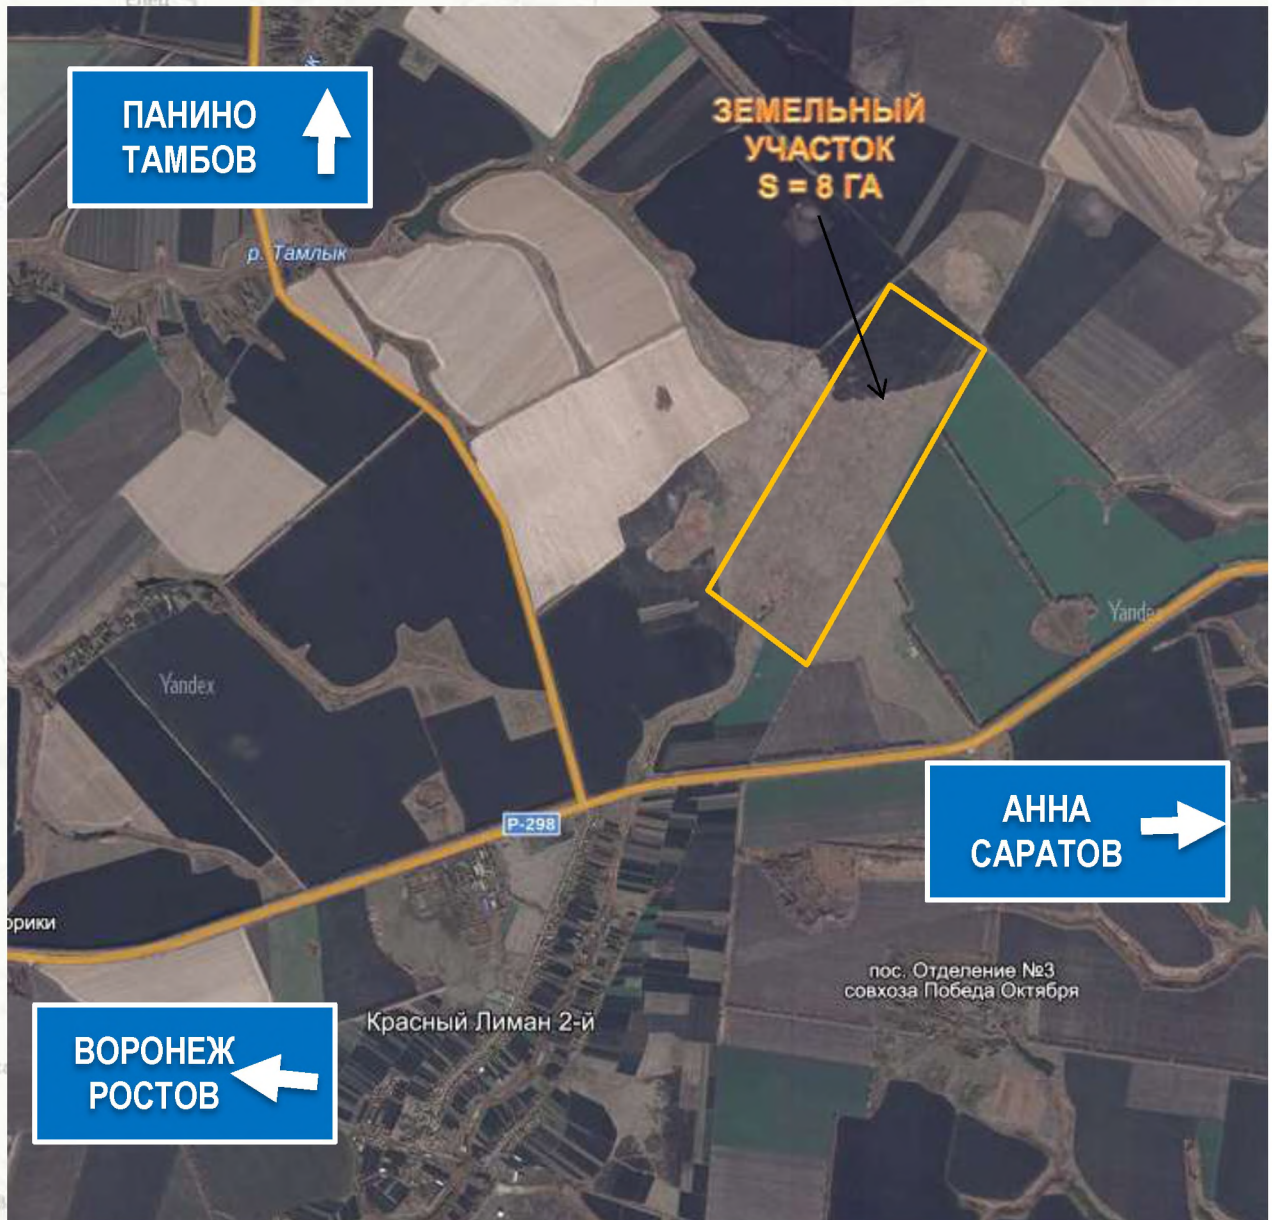 ПАНИНО
ТАМБОВ
ЗЕМЕЛЬНЫЙ
УЧАСТОК
S = 8 ГА
р. Тамлык
Yandex
Yandex
Р-298
АННА
САРАТОВ
орики
пос. Отделение №3
совхоза Победа Октября
Красный Лиман 2-й
ВОРОНЕЖ
РОСТОВ